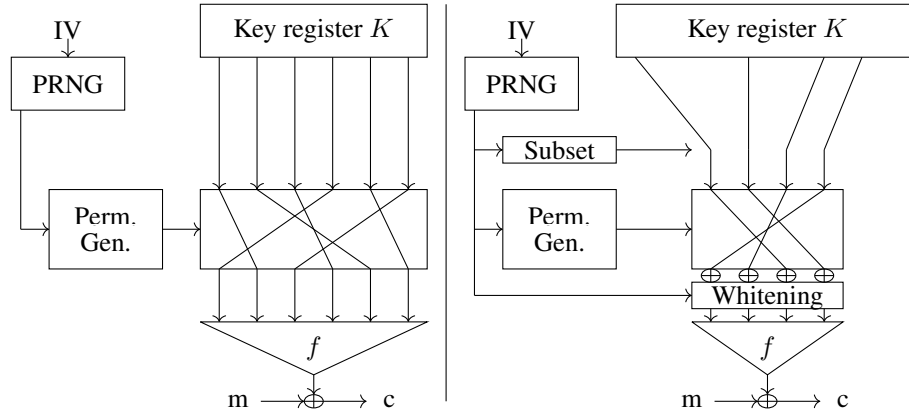 IV
Key register K
PRNG
Perm.
Gen.
f
m
c
IV
Key register K
PRNG
Subset
Perm.
Gen.
Whitening
f
m
c